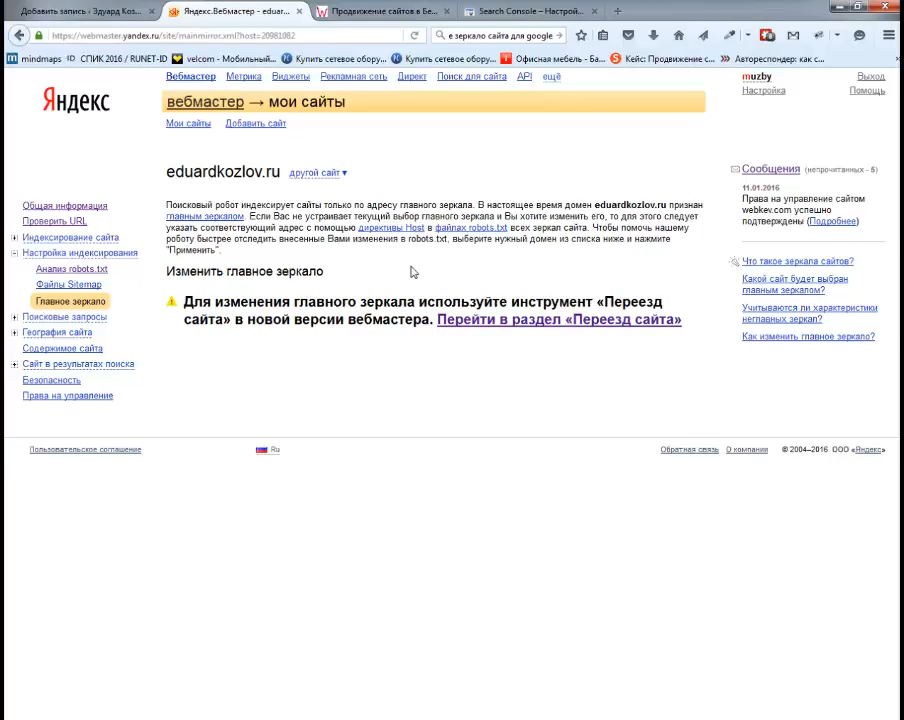 Добавить запись ‹ Эдуард Коз...
Яндекс.Вебмастер - eduar...
Продвижение сайтов в Бе...
Search Console – Настрой...
https://webmaster.yandex.ru/site/mainmirror.xml?host=20981082
е зеркало сайта для google
mindmaps
СПИК 2016 / RUNET-ID
velcom - Мобильный...
Купить сетевое обору...
Купить сетевое обору...
Офисная мебель - Ба...
Кейс: Продвижение с...
Автореспондер: как с...
Вебмастер Метрика Виджеты Рекламная сеть Директ Поиск для сайта API ещё
muzby
Выход
Настройка
Помощь
Яндекс
вебмастер → мои сайты
Мои сайты Добавить сайт
eduardkozlov.ru другой сайт ▾
Общая информация
Проверить URL
Индексирование сайта
Настройка индексирования
Анализ robots.txt
Файлы Sitemap
Главное зеркало
Поисковые запросы
География сайта
Содержимое сайта
Сайт в результатах поиска
Безопасность
Права на управление
Поисковый робот индексирует сайты только по адресу главного зеркала. В настоящее время домен eduardkozlov.ru признан
главным зеркалом. Если Вас не устраивает текущий выбор главного зеркала и Вы хотите изменить его, то для этого следует
указать соответствующий адрес с помощью директивы Host в файлах robots.txt всех зеркал сайта. Чтобы помочь нашему
роботу быстрее отследить внесенные Вами изменения в robots.txt, выберите нужный домен из списка ниже и нажмите
"Применить".
Изменить главное зеркало
Для изменения главного зеркала используйте инструмент «Переезд
сайта» в новой версии вебмастера. Перейти в раздел «Переезд сайта»
Сообщения (непрочитанных - 5)
11.01.2016
Права на управление сайтом
webkev.com успешно
подтверждены (Подробнее)
Что такое зеркала сайтов?
Какой сайт будет выбран
главным зеркалом?
Учитываются ли характеристики
неглавных зеркал?
Как изменить главное зеркало?
Пользовательское соглашение
Ru
Обратная связь О компании © 2004–2016 ООО «Яндекс»